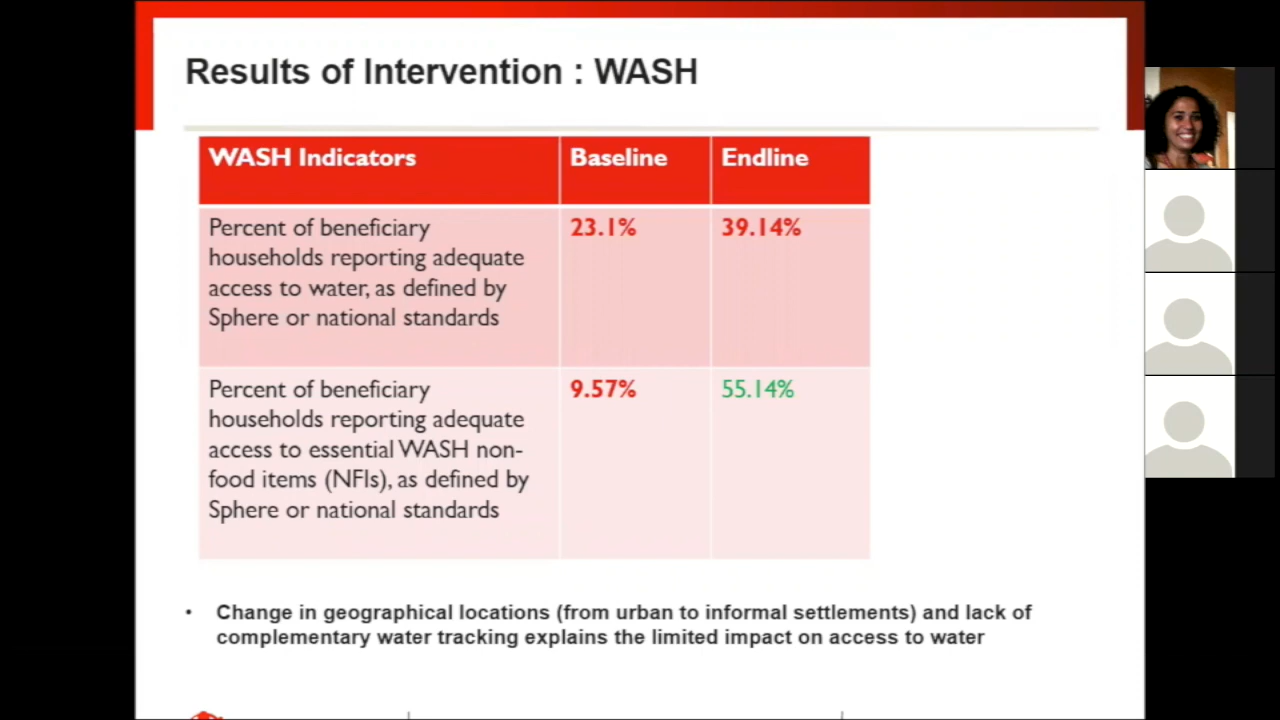 Results of Intervention : WASH
WASH Indicators
Baseline
Endline
Percent of beneficiary
households reporting adequate
access to water, as defined by
Sphere or national standards
23.1%
39.14%
Percent of beneficiary
households reporting adequate
access to essential WASH non-
food items (NFIs), as defined by
Sphere or national standards
9.57%
55.14%
• Change in geographical locations (from urban to informal settlements) and lack of
complementary water tracking explains the limited impact on access to water